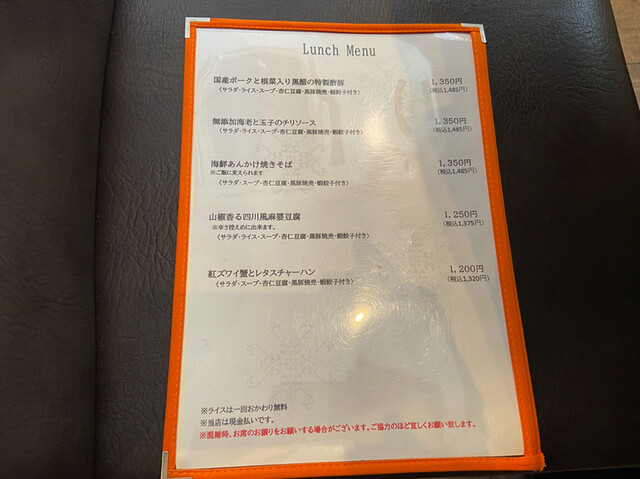 Lunch Menu
国産ポークと根菜入り黒醋の特製酢豚 1,350円
(サラダ・ライス・スープ・杏仁豆腐・黒豚焼売・蝦餃子付き) (税込1,485円)
無添加海老と玉子のチリソース 1,350円
(サラダ・ライス・スープ・杏仁豆腐・黒豚焼売・蝦餃子付き) (税込1,485円)
海鮮あんかけ焼きそば 1,350円
※ご飯に変えられます (税込1,485円)
(サラダ・スープ・杏仁豆腐・黒豚焼売・蝦餃子付き)
山椒香る四川風麻婆豆腐 1,250円
※辛さ控えめに出来ます。 (税込1,375円)
(サラダ・ライス・スープ・杏仁豆腐・黒豚焼売・蝦餃子付き)
紅ズワイ蟹とレタスチャーハン 1,200円
(サラダ・スープ・杏仁豆腐・黒豚焼売・蝦餃子付き) (税込1,320円)
※ライスは一回おかわり無料
※当店は現金払いです。
※混雑時、お席のお譲りをお願いする場合がございます。ご協力のほど宜しくお願い致します。